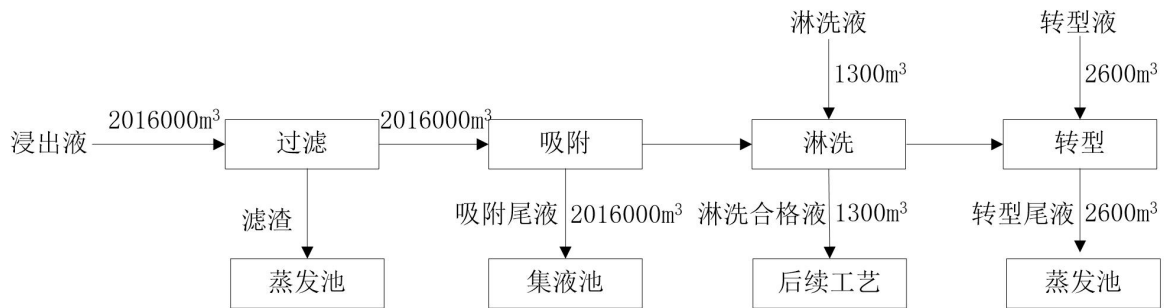 淋洗液
转型液
1300m³
2600m³
2016000m³
2016000m³
浸出液
过滤
吸附
淋洗
转型
滤渣
吸附尾液
2016000m³
淋洗合格液
1300m³
转型尾液
2600m³
蒸发池
集液池
后续工艺
蒸发池